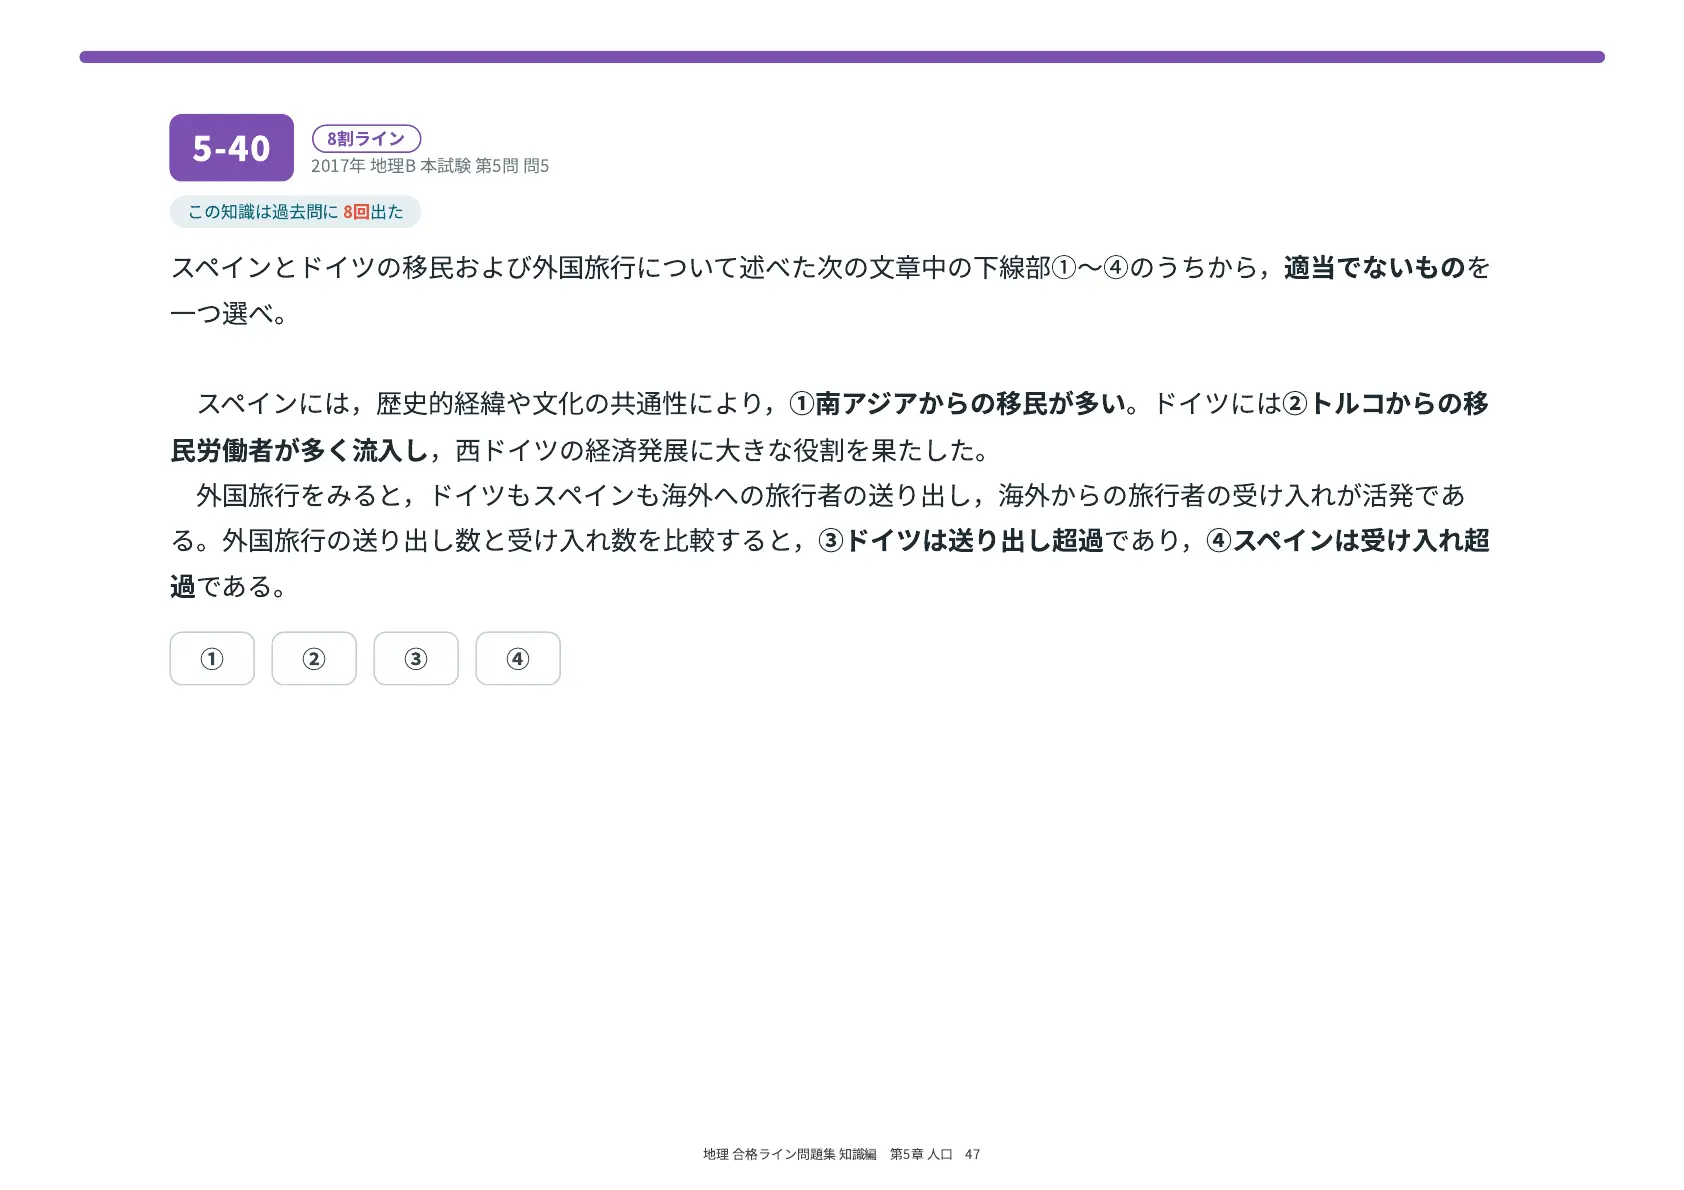 5-40
8割ライン
2017年 地理B 本試験 第5問 問5
この知識は過去問に 8回出た
スペインとドイツの移民および外国旅行について述べた次の文章中の下線部①～④のうちから，適当でないものを
一つ選べ。
スペインには，歴史的経緯や文化の共通性により，①南アジアからの移民が多い。ドイツには②トルコからの移
民労働者が多く流入し，西ドイツの経済発展に大きな役割を果たした。
外国旅行をみると，ドイツもスペインも海外への旅行者の送り出し，海外からの旅行者の受け入れが活発であ
る。外国旅行の送り出し数と受け入れ数を比較すると，③ドイツは送り出し超過であり，④スペインは受け入れ超
過である。
① ② ③ ④
地理 合格ライン問題集 知識編 第5章 人口 47